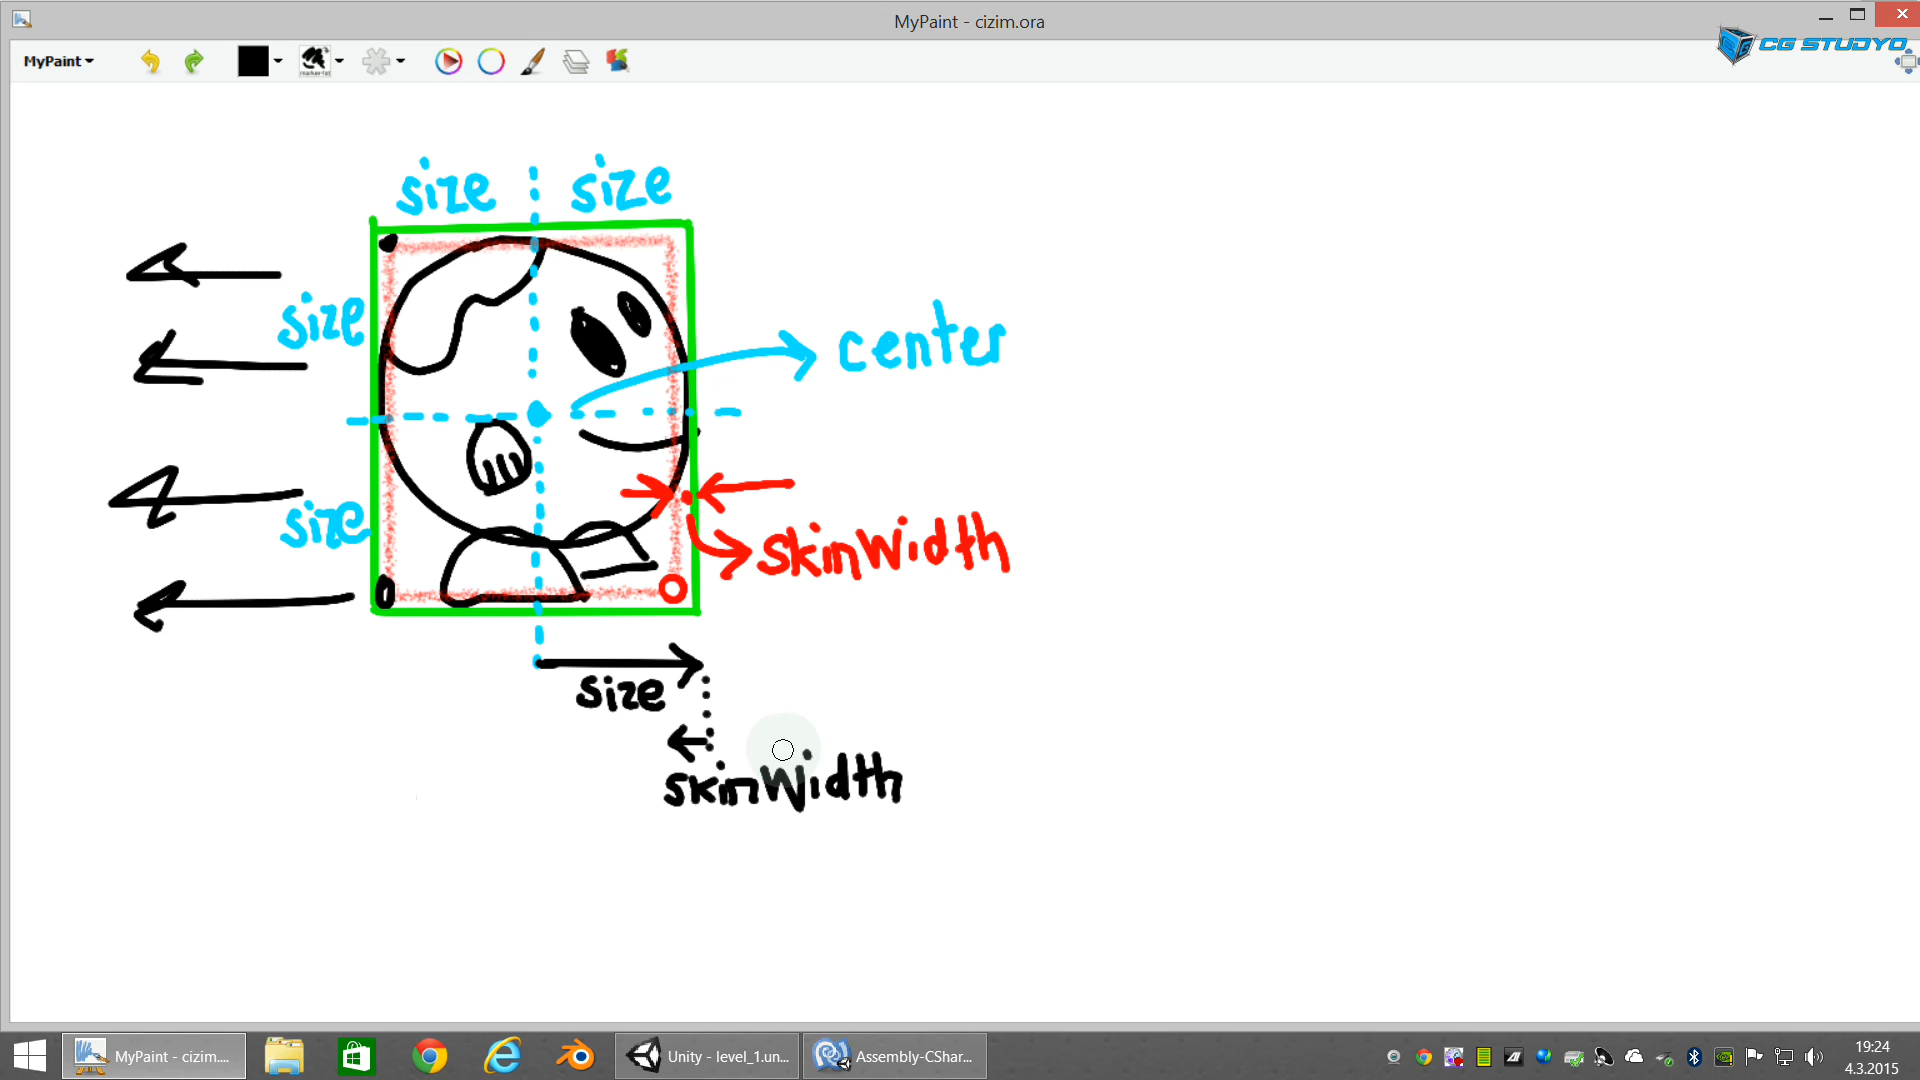 MyPaint - cizim.ora
MyPaint
CG STUDYO
size size
size
center
size
skinWidth
size
skinWidth
MyPaint - cizim....
Unity - level_1.un...
Assembly-CShar...
19:24
4.3.2015